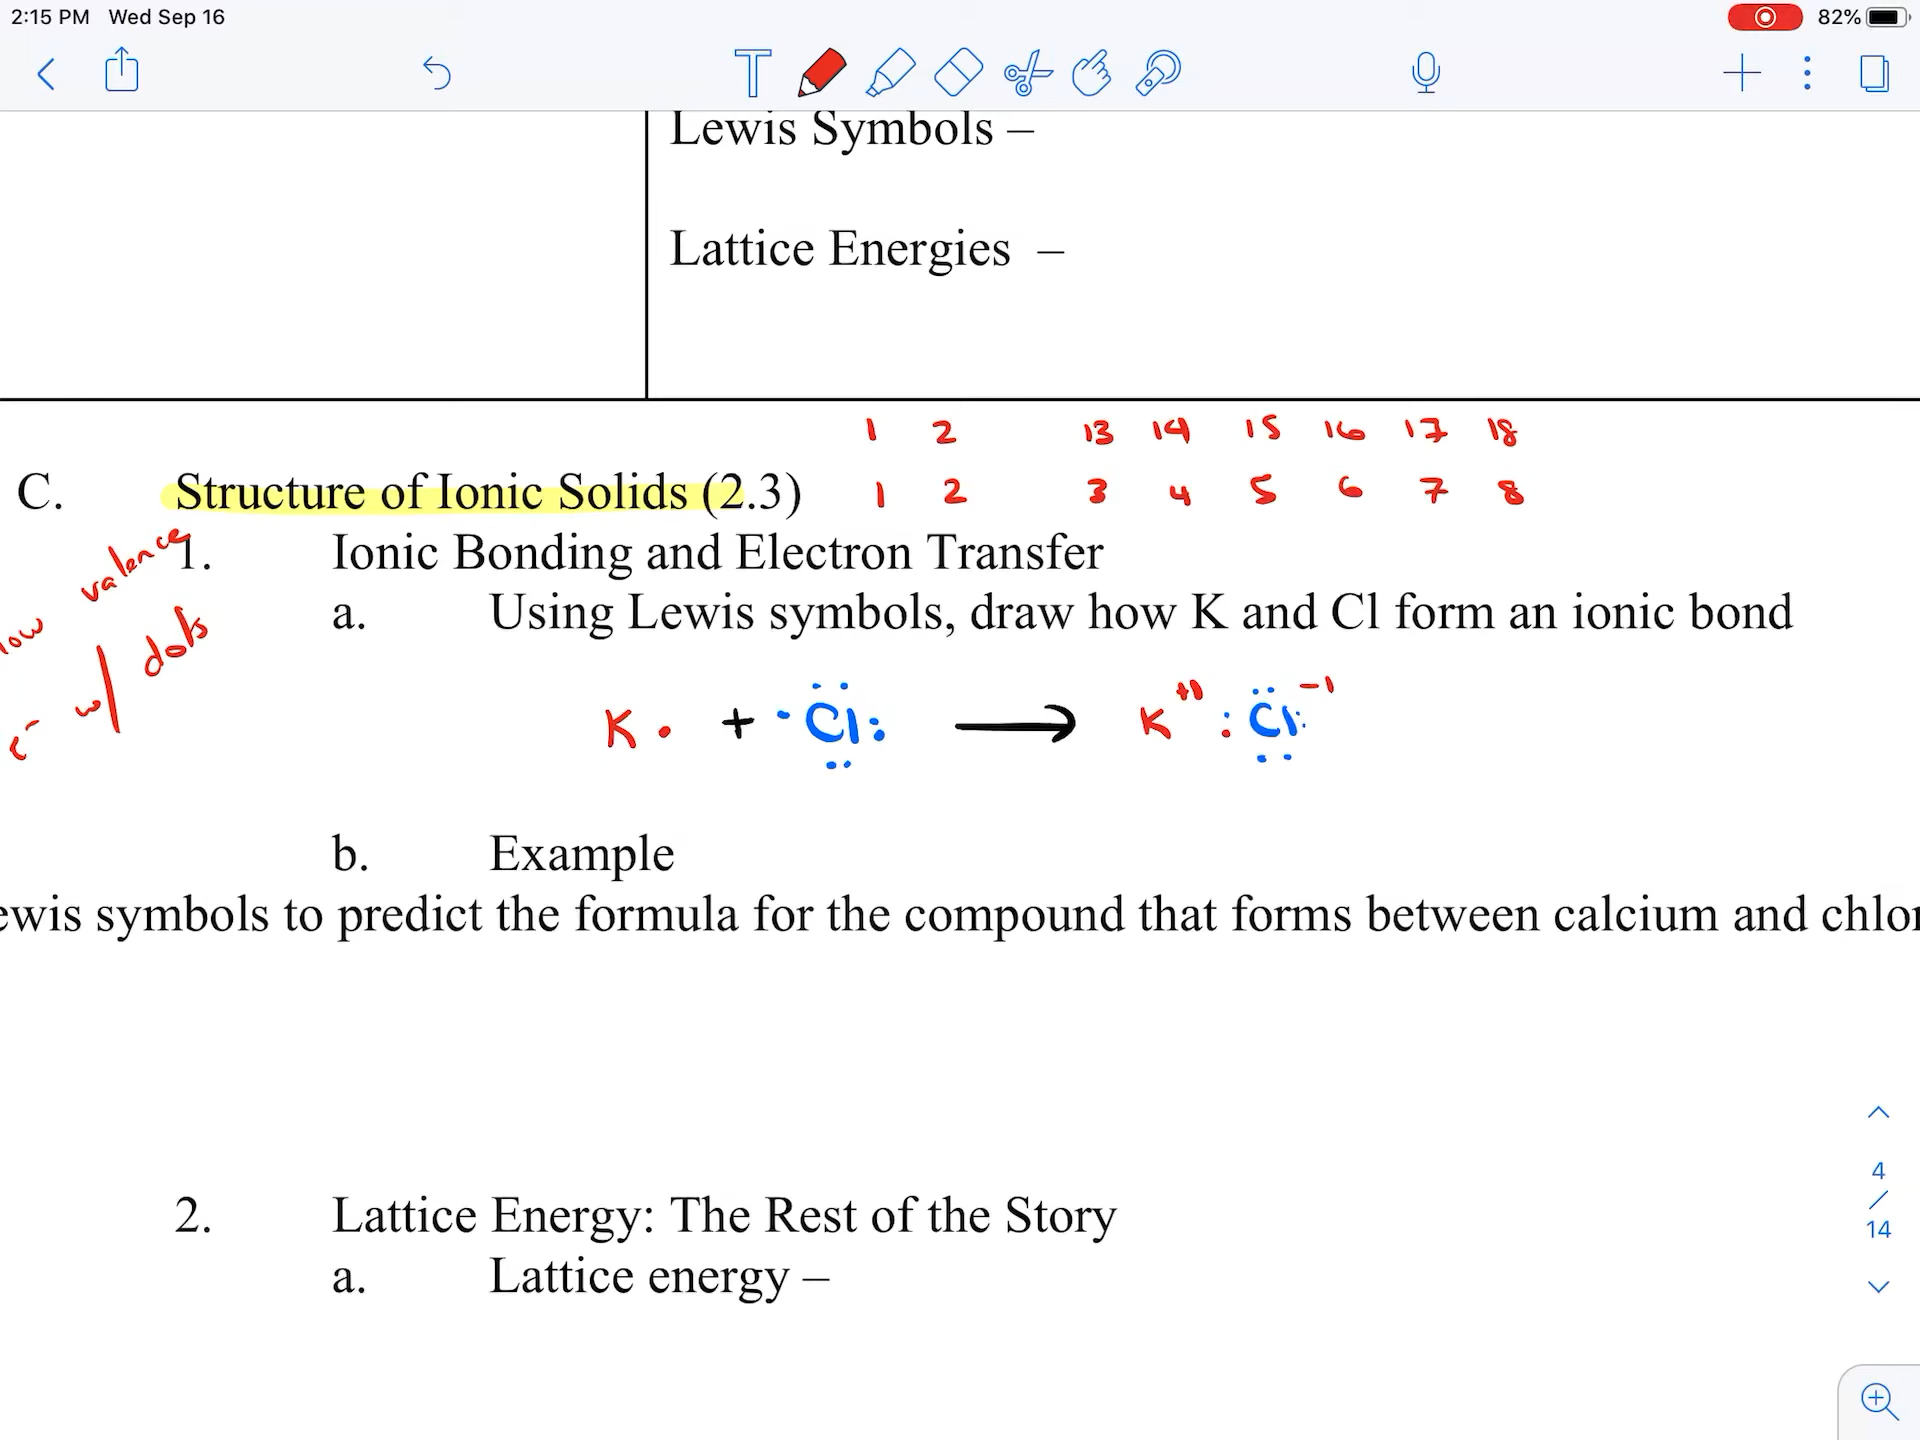 2:15 PM Wed Sep 16 82%
T
Lewis Symbols –
Lattice Energies –
1 2 13 14 15 16 17 18
C. Structure of Ionic Solids (2.3) 1 2 3 4 5 6 7 8
1. Ionic Bonding and Electron Transfer
valence
a. Using Lewis symbols, draw how K and Cl form an ionic bond
e⁻ w/ dots
K· + ·Cl: ⟶ K⁺¹ :Cl:⁻¹
b. Example
ewis symbols to predict the formula for the compound that forms between calcium and chlor
4
/
14
2. Lattice Energy: The Rest of the Story
a. Lattice energy –